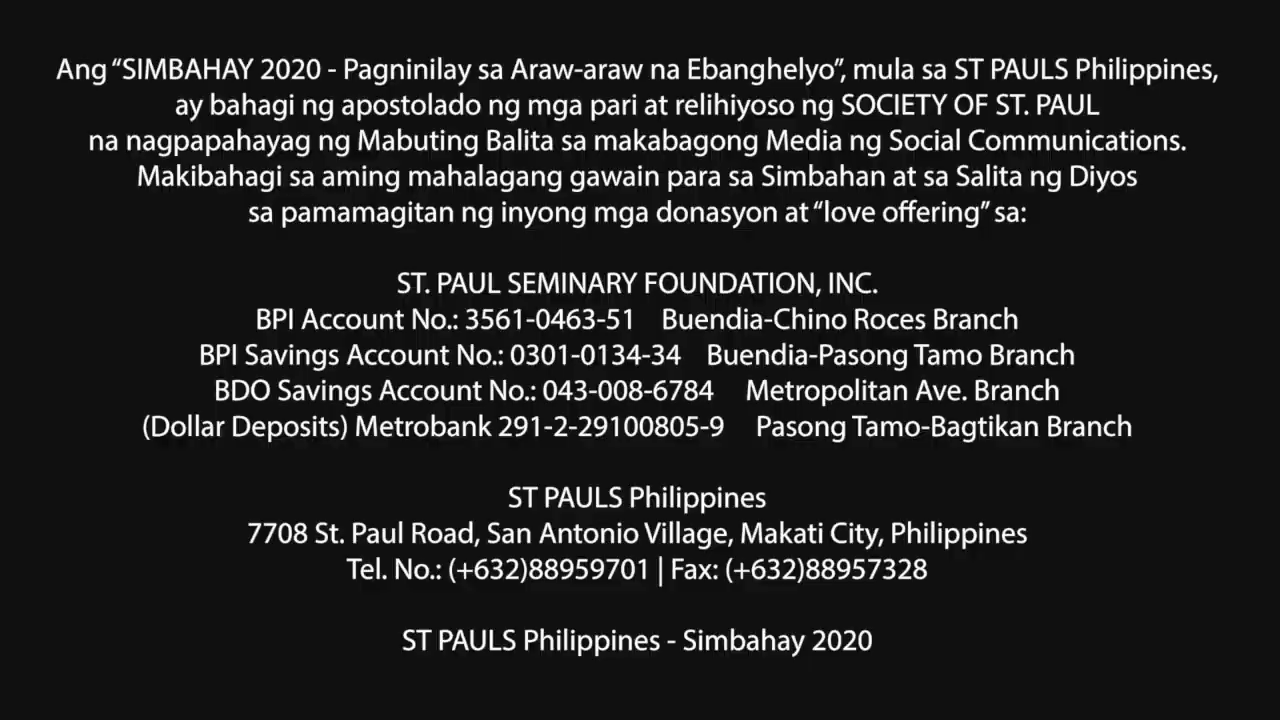 Ang “SIMBAHAY 2020 - Pagninilay sa Araw-araw na Ebanghelyo”, mula sa ST PAULS Philippines,
ay bahagi ng apostolado ng mga pari at relihiyoso ng SOCIETY OF ST. PAUL
na nagpapahayag ng Mabuting Balita sa makabagong Media ng Social Communications.
Makibahagi sa aming mahalagang gawain para sa Simbahan at sa Salita ng Diyos
sa pamamagitan ng inyong mga donasyon at “love offering” sa:
ST. PAUL SEMINARY FOUNDATION, INC.
BPI Account No.: 3561-0463-51 Buendia-Chino Roces Branch
BPI Savings Account No.: 0301-0134-34 Buendia-Pasong Tamo Branch
BDO Savings Account No.: 043-008-6784 Metropolitan Ave. Branch
(Dollar Deposits) Metrobank 291-2-29100805-9 Pasong Tamo-Bagtikan Branch
ST PAULS Philippines
7708 St. Paul Road, San Antonio Village, Makati City, Philippines
Tel. No.: (+632)88959701 | Fax: (+632)88957328
ST PAULS Philippines - Simbahay 2020